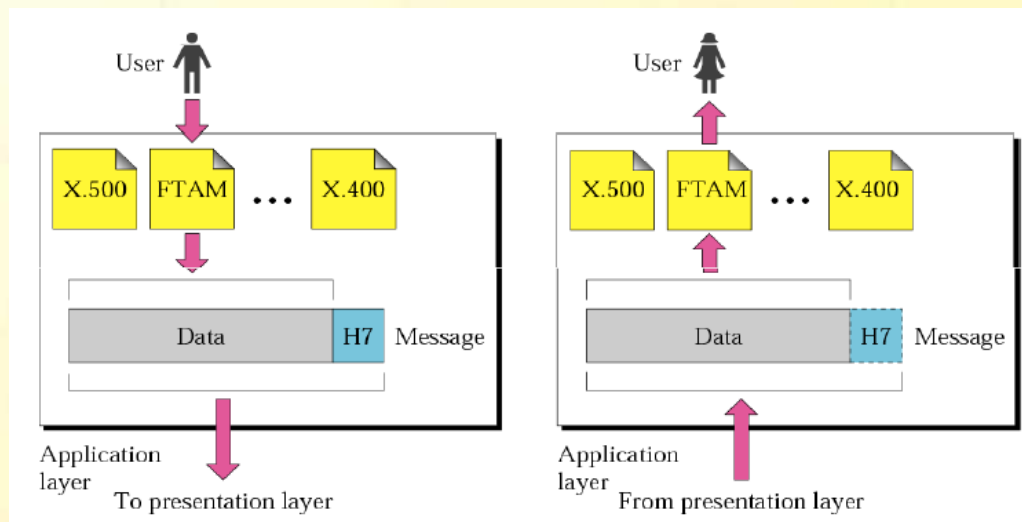 User
X.500 FTAM ... X.400
Data H7 Message
Application
layer
To presentation layer
User
X.500 FTAM ... X.400
Data H7 Message
Application
layer
From presentation layer